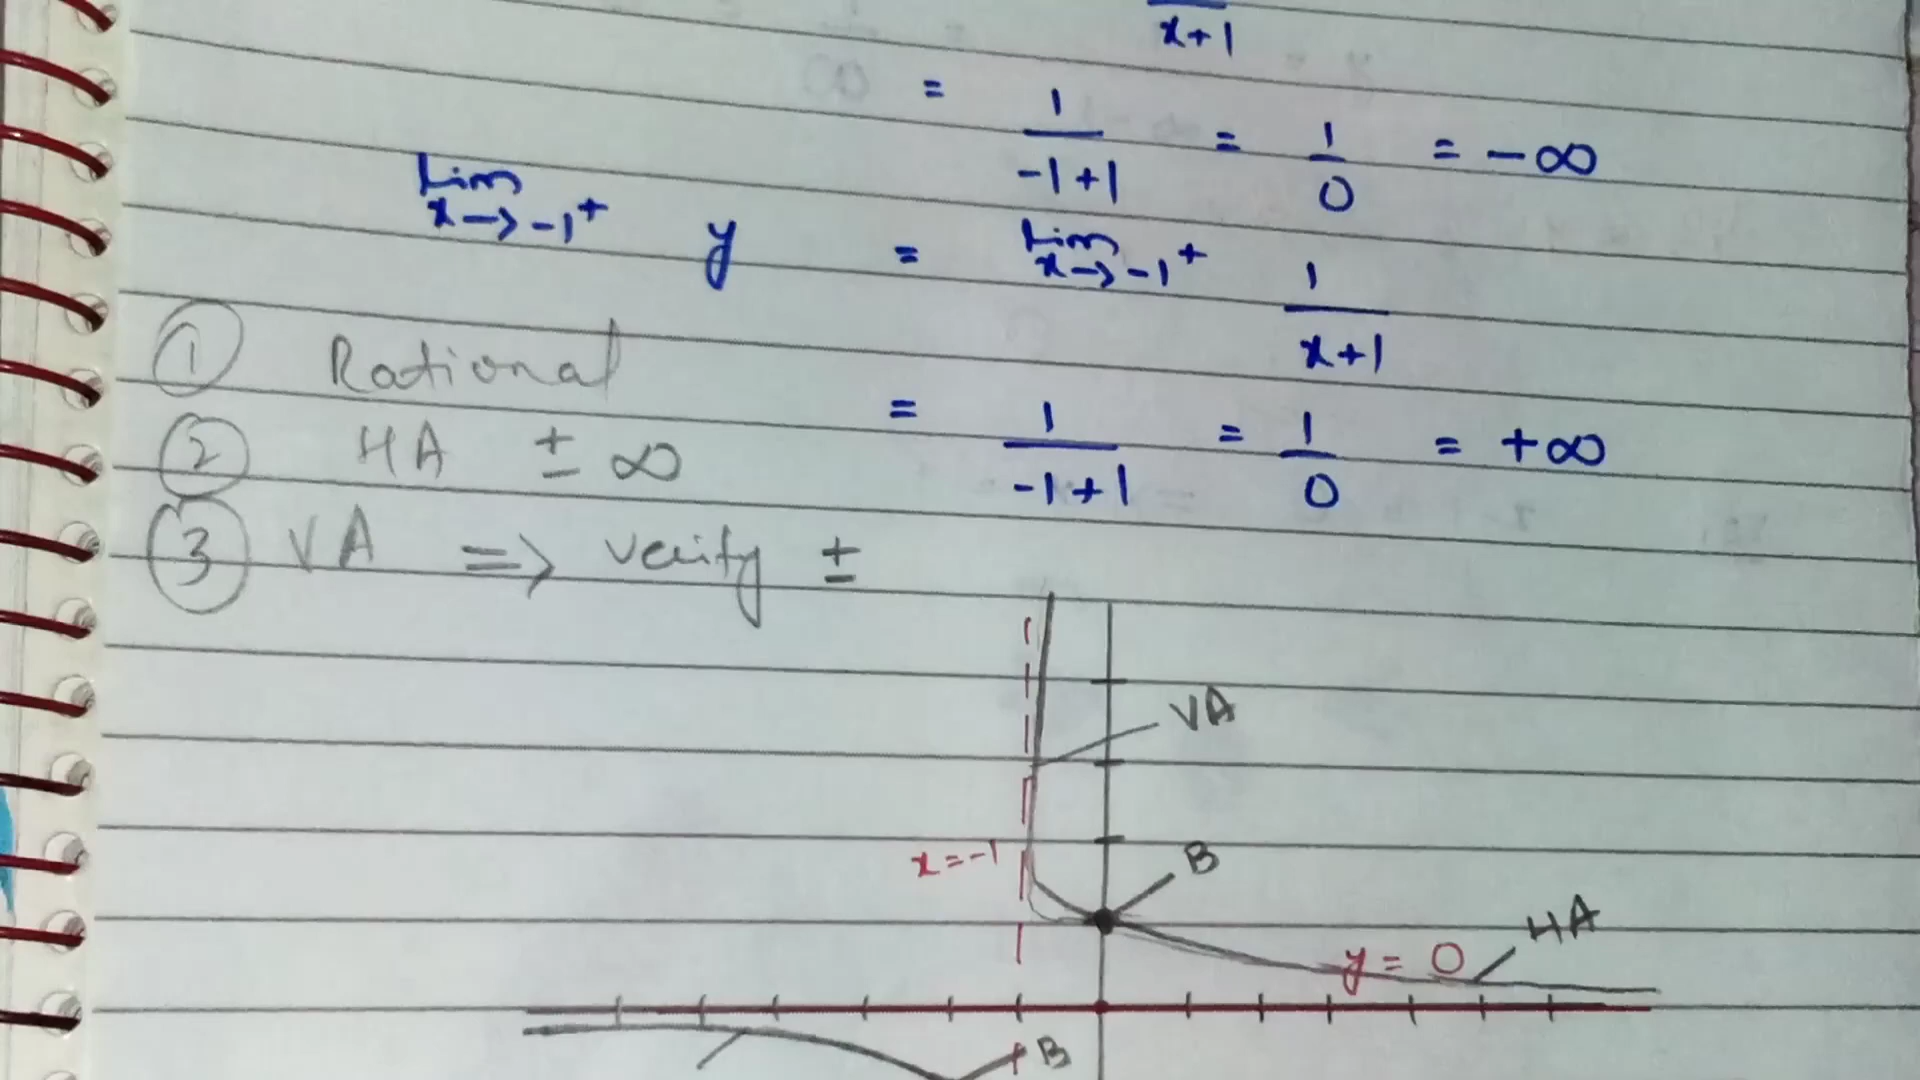 x+1
= 1/(-1+1) = 1/0 = -∞
lim x→-1⁺ y = lim x→-1⁺ 1/(x+1)
= 1/(-1+1) = 1/0 = +∞
① Rational
② HA ± ∞
③ VA => verify ±
VA
x=-1
B
HA
y = 0
B